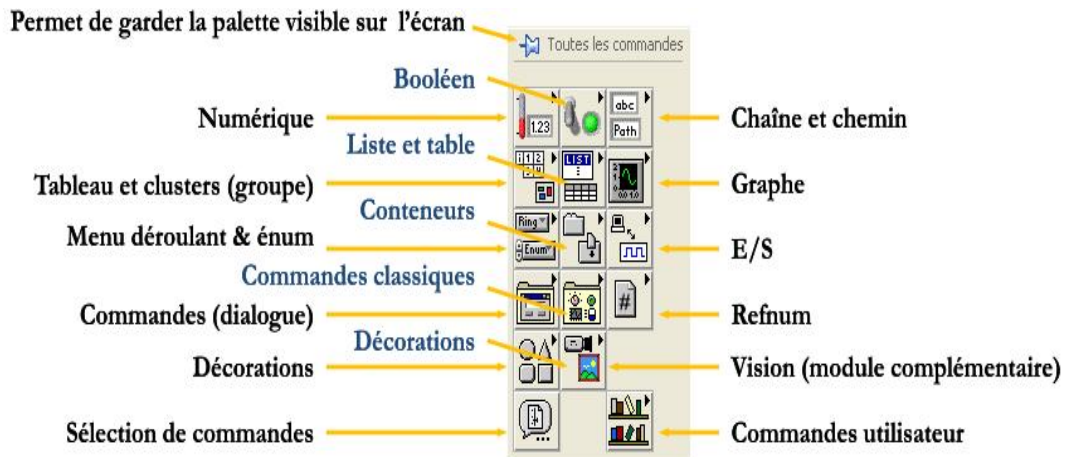 Permet de garder la palette visible sur l'écran
Toutes les commandes
Booléen
Numérique
1.23
abc
Path
Chaîne et chemin
Liste et table
Tableau et clusters (groupe)
LIST
Graphe
Conteneurs
Menu déroulant & énum
Ring
Enum
E/S
Commandes classiques
Commandes (dialogue)
#
Refnum
Décorations
Décorations
Vision (module complémentaire)
Sélection de commandes
Commandes utilisateur